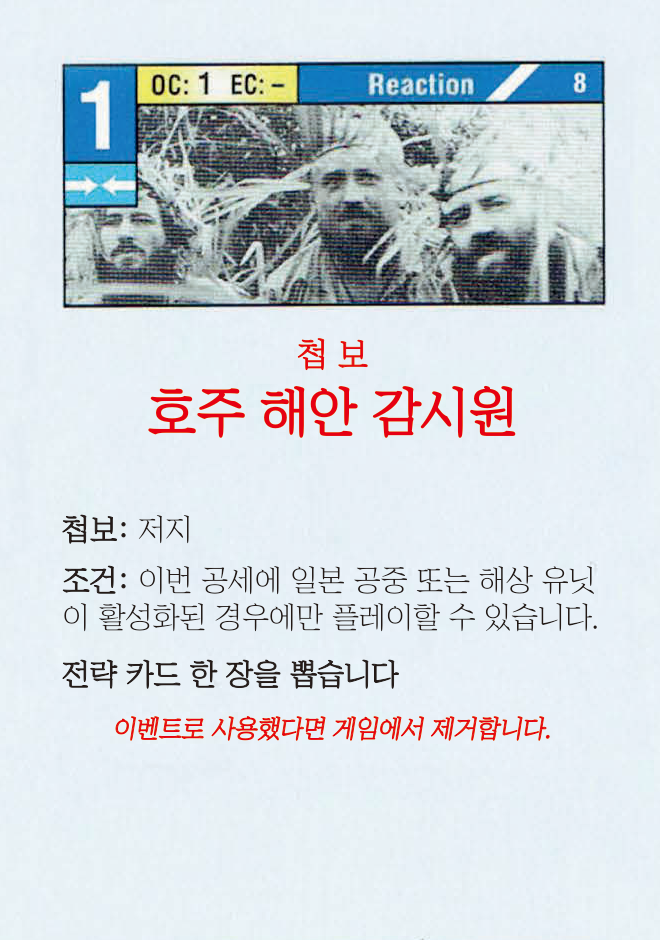 1
OC: 1 EC: –
Reaction
8
첩 보
호주 해안 감시원
첩보: 저지
조건: 이번 공세에 일본 공중 또는 해상 유닛
이 활성화된 경우에만 플레이할 수 있습니다.
전략 카드 한 장을 뽑습니다
이벤트로 사용했다면 게임에서 제거합니다.